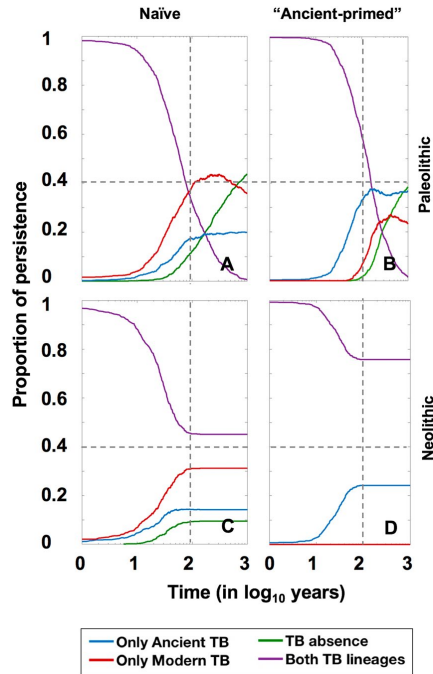 Naïve
“Ancient-primed”
1
0.8
0.6
0.4
0.2
0
A
B
Paleolithic
Proportion of persistence
1
0.8
0.6
0.4
0.2
0
C
D
Neolithic
0 1 2 3 0 1 2 3
Time (in log10 years)
Only Ancient TB
TB absence
Only Modern TB
Both TB lineages